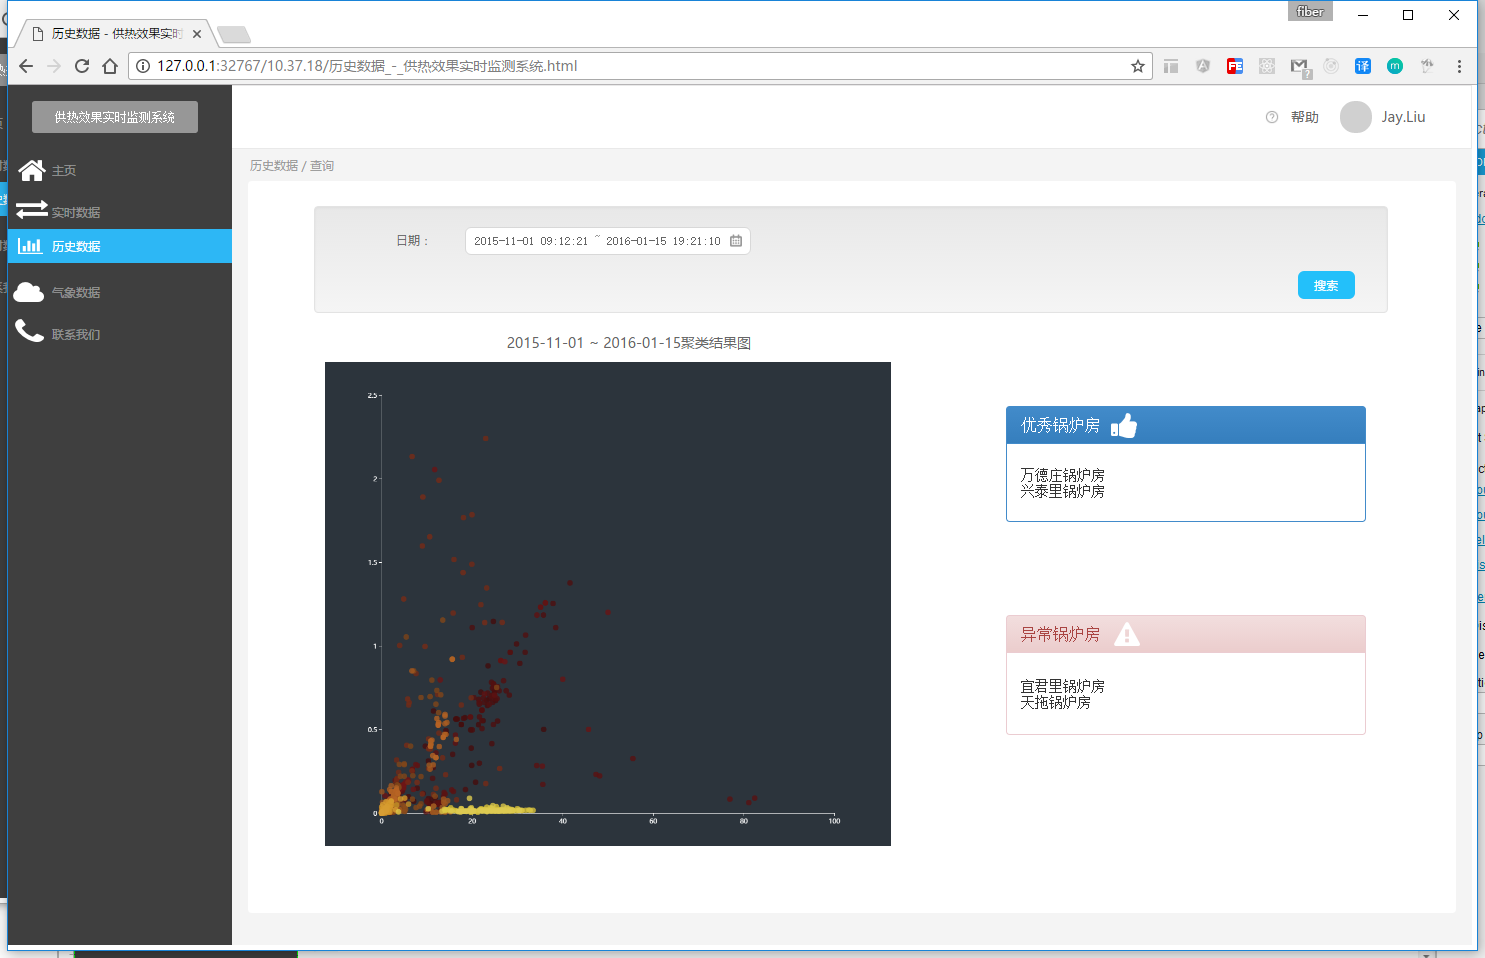 fiber
历史数据 - 供热效果实时
127.0.0.1:32767/10.37.18/历史数据_-_供热效果实时监测系统.html
供热效果实时监测系统
帮助
Jay.Liu
主页
实时数据
历史数据
气象数据
联系我们
历史数据 / 查询
日期：
2015-11-01 09:12:21 ~ 2016-01-15 19:21:10
搜索
2015-11-01 ~ 2016-01-15聚类结果图
2.5
2
1.5
1
0.5
0
0 20 40 60 80 100
优秀锅炉房
万德庄锅炉房
兴泰里锅炉房
异常锅炉房
宜君里锅炉房
天拖锅炉房